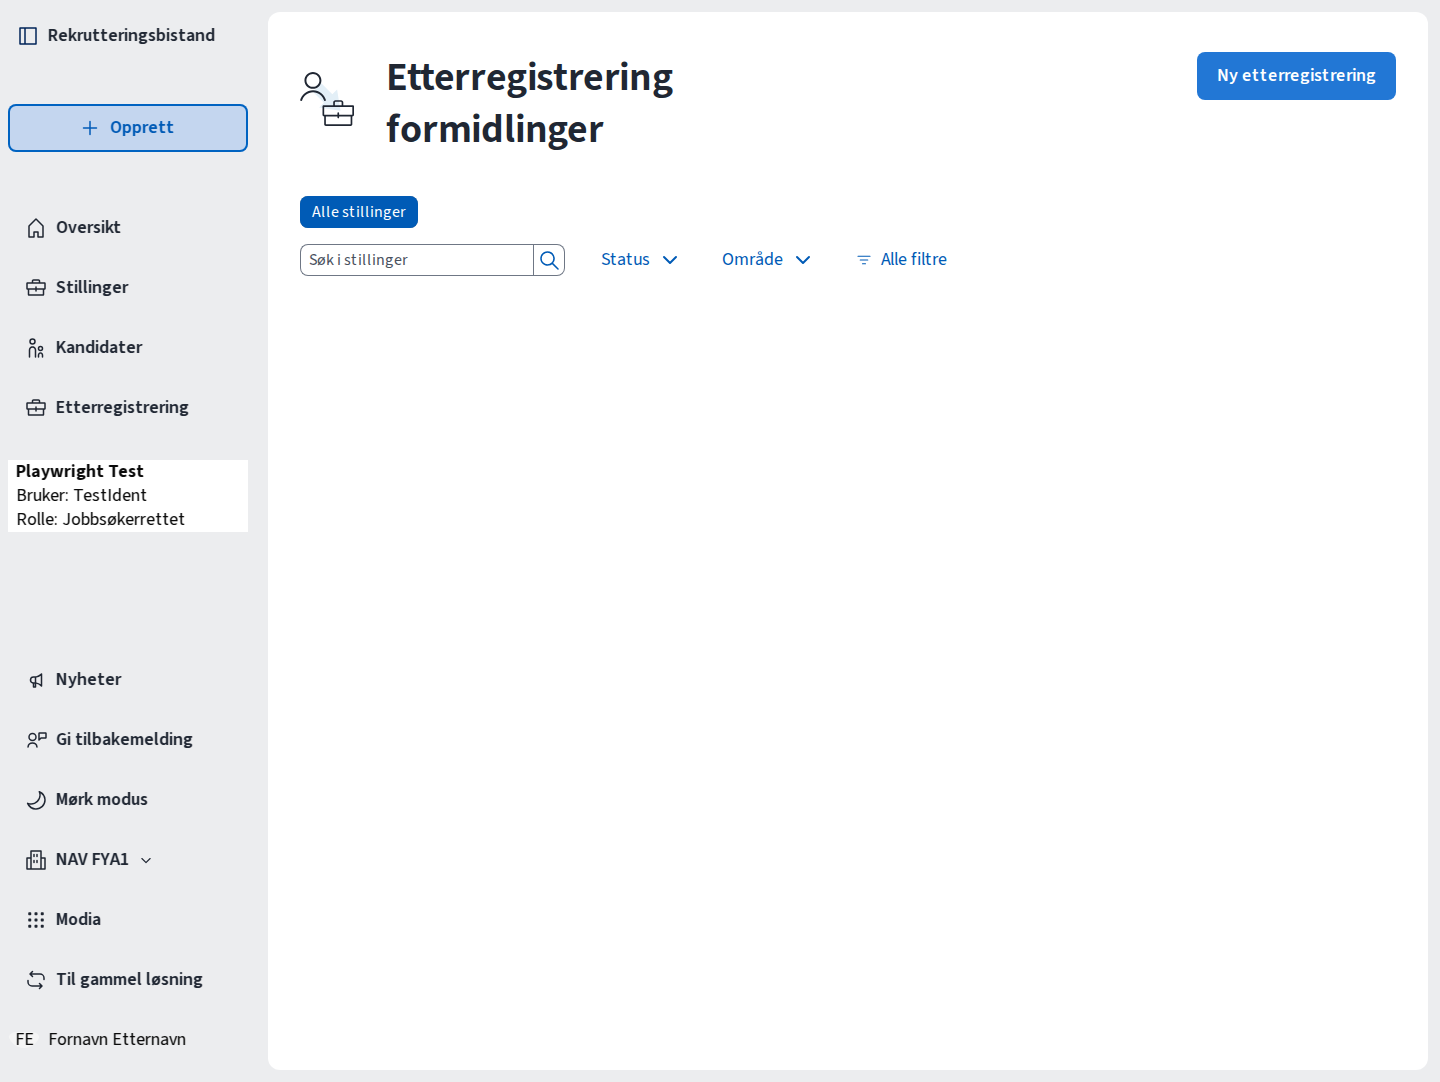 Rekrutteringsbistand
Opprett
Oversikt
Stillinger
Kandidater
Etterregistrering
Playwright Test
Bruker: TestIdent
Rolle: Jobbsøkerrettet
Nyheter
Gi tilbakemelding
Mørk modus
NAV FYA1
Modia
Til gammel løsning
FE Fornavn Etternavn
Etterregistrering
formidlinger
Ny etterregistrering
Alle stillinger
Søk i stillinger
Status
Område
Alle filtre